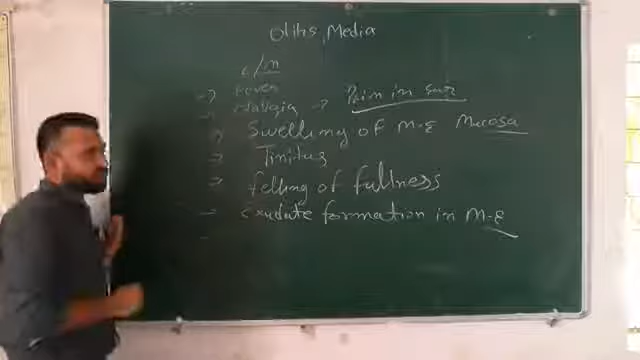 Otitis Media
c/m
→ Fever
→ otalgia → Pain in Ear
→ Swelling of M-E Mucosa
→ Tinitus
→ felling of fullness
→ exudate formation in M-E
→